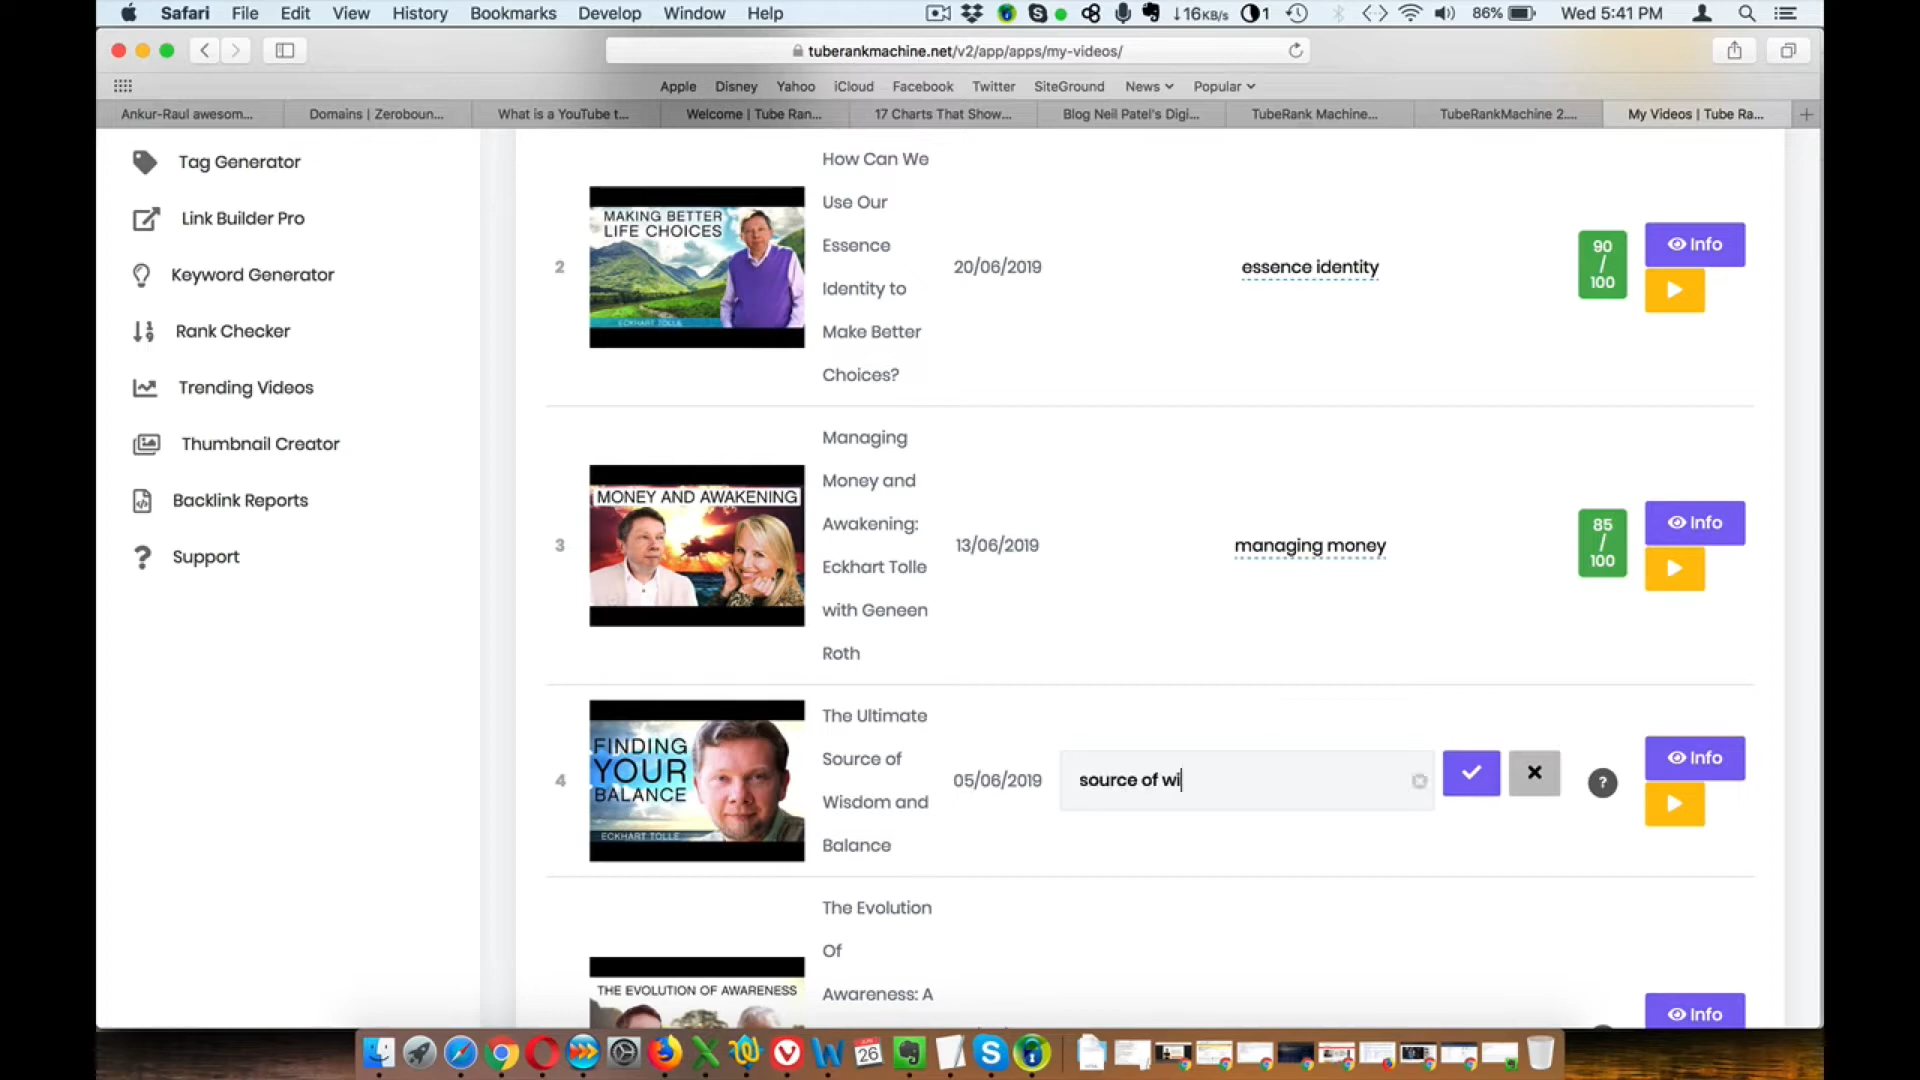 Safari File Edit View History Bookmarks Develop Window Help
16KB/s 1 86% Wed 5:41 PM
tuberankmachine.net/v2/app/apps/my-videos/
Apple Disney Yahoo iCloud Facebook Twitter SiteGround News Popular
Ankur-Raul awesom... Domains | Zeroboun... What is a YouTube t... Welcome | Tube Ran... 17 Charts That Show... Blog Neil Patel's Digi... TubeRank Machine... TubeRankMachine 2.... My Videos | Tube Ra...
Tag Generator
Link Builder Pro
Keyword Generator
Rank Checker
Trending Videos
Thumbnail Creator
Backlink Reports
Support
2
MAKING BETTER
LIFE CHOICES
ECKHART TOLLE
How Can We
Use Our
Essence
Identity to
Make Better
Choices?
20/06/2019
essence identity
90
/
100
Info
3
MONEY AND AWAKENING
Managing
Money and
Awakening:
Eckhart Tolle
with Geneen
Roth
13/06/2019
managing money
85
/
100
Info
4
FINDING
YOUR
BALANCE
ECKHART TOLLE
The Ultimate
Source of
Wisdom and
Balance
05/06/2019
source of wi
?
Info
THE EVOLUTION OF AWARENESS
The Evolution
Of
Awareness: A
Info
26